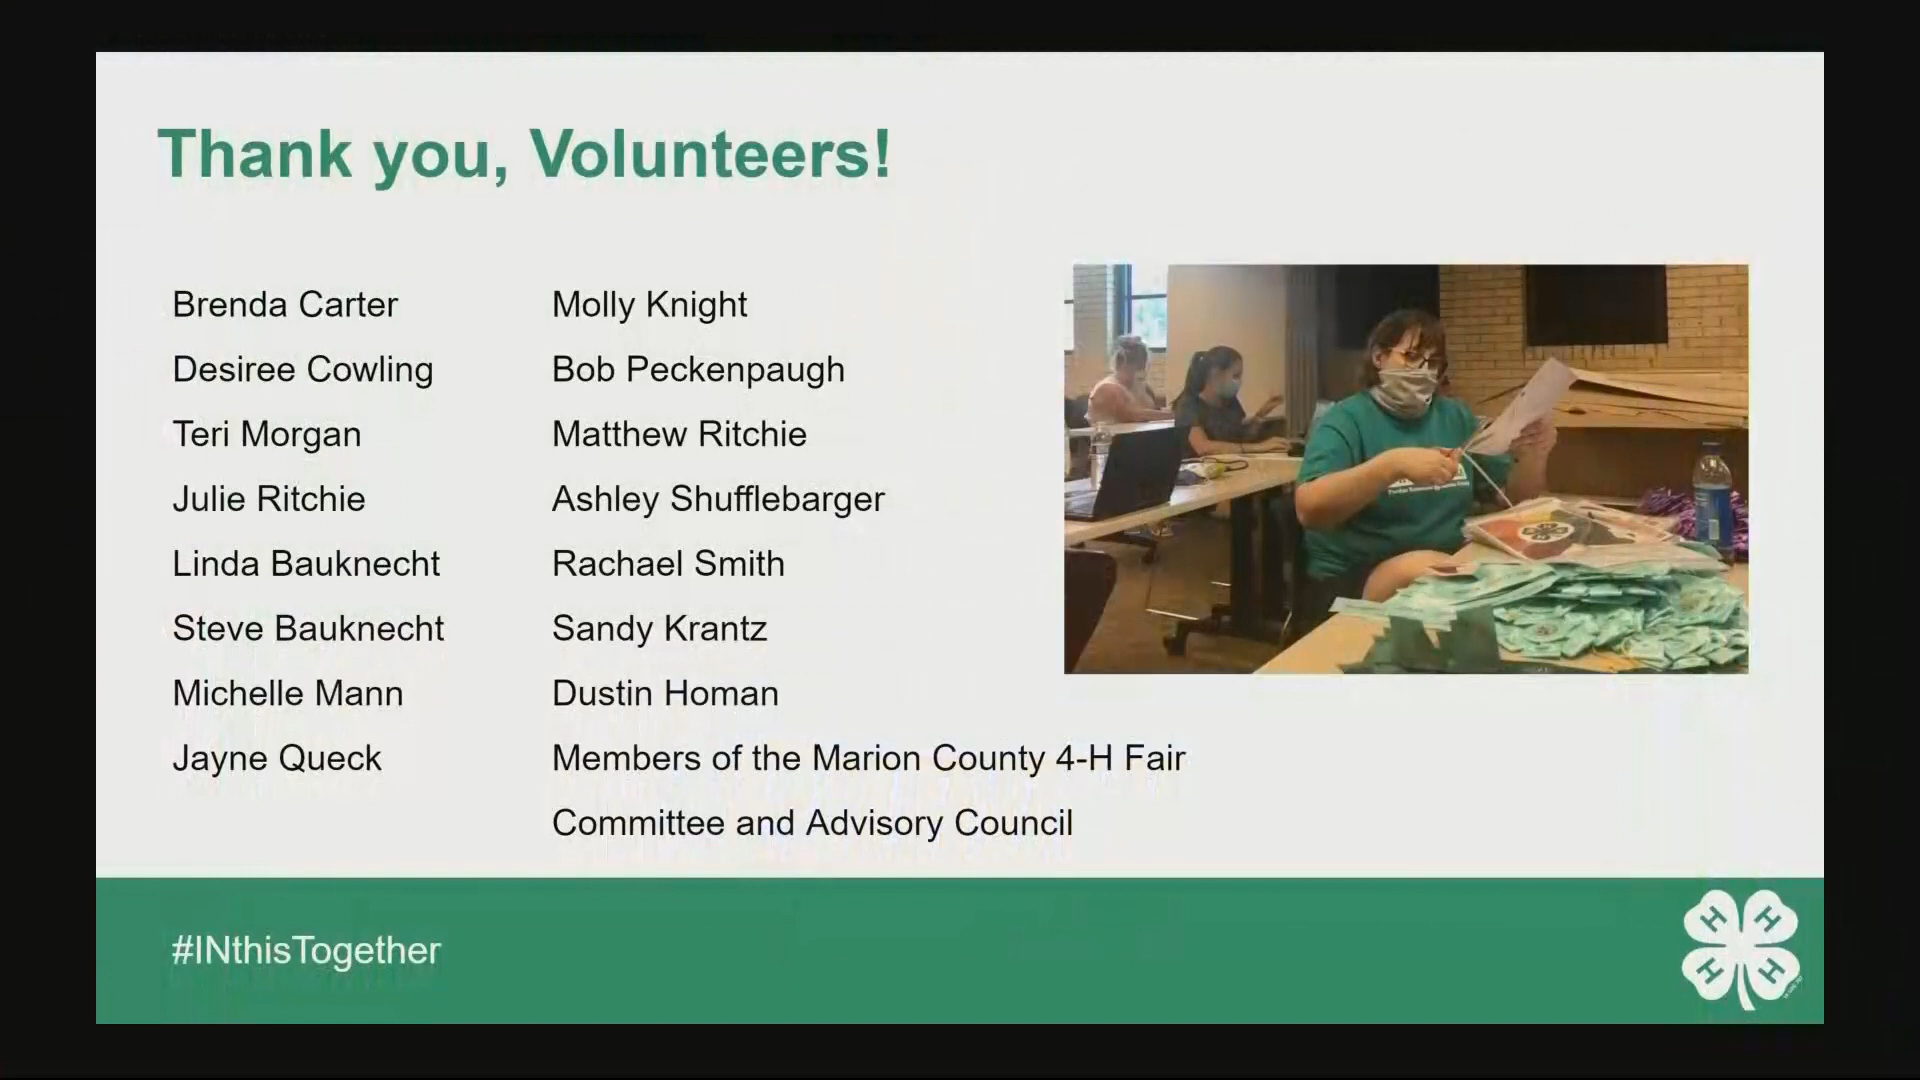 Thank you, Volunteers!
Brenda Carter
Desiree Cowling
Teri Morgan
Julie Ritchie
Linda Bauknecht
Steve Bauknecht
Michelle Mann
Jayne Queck
Molly Knight
Bob Peckenpaugh
Matthew Ritchie
Ashley Shufflebarger
Rachael Smith
Sandy Krantz
Dustin Homan
Members of the Marion County 4-H Fair
Committee and Advisory Council
#INthisTogether
H H
H H